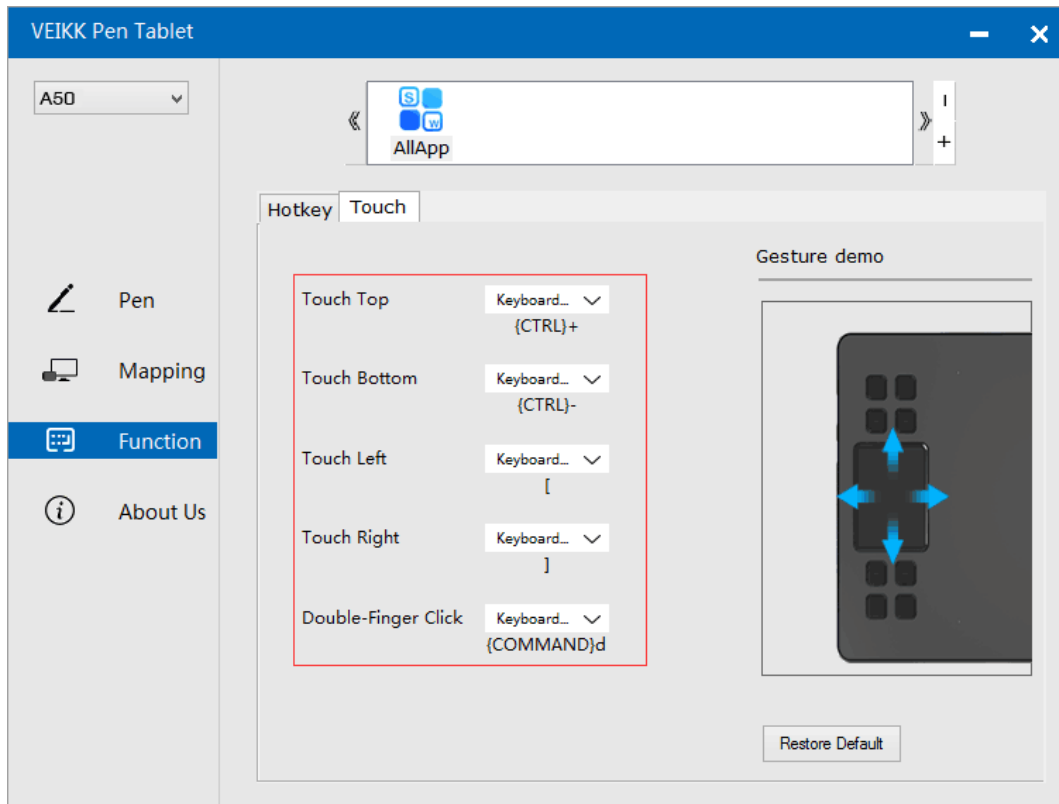 VEIKK Pen Tablet
A50
AllApp
Hotkey
Touch
Pen
Mapping
Function
About Us
Touch Top
Keyboard...
{CTRL}+
Touch Bottom
Keyboard...
{CTRL}-
Touch Left
Keyboard...
[
Touch Right
Keyboard...
]
Double-Finger Click
Keyboard...
{COMMAND}d
Gesture demo
Restore Default